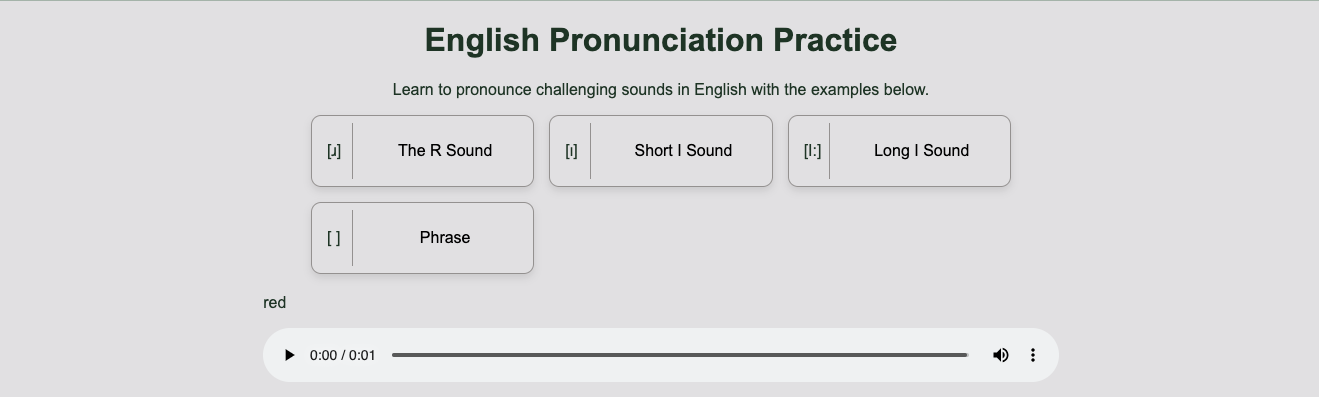 English Pronunciation Practice
Learn to pronounce challenging sounds in English with the examples below.
[ɹ] The R Sound
[ı] Short I Sound
[I:] Long I Sound
[ ] Phrase
red
0:00 / 0:01